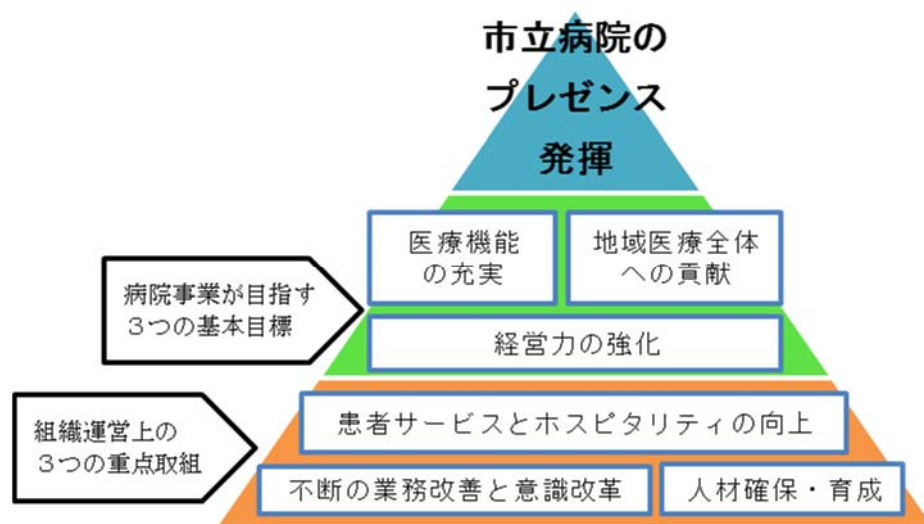 市立病院の
プレゼンス
発揮
医療機能
の充実
地域医療全体
への貢献
病院事業が目指す
３つの基本目標
経営力の強化
組織運営上の
３つの重点取組
患者サービスとホスピタリティの向上
不断の業務改善と意識改革
人材確保・育成